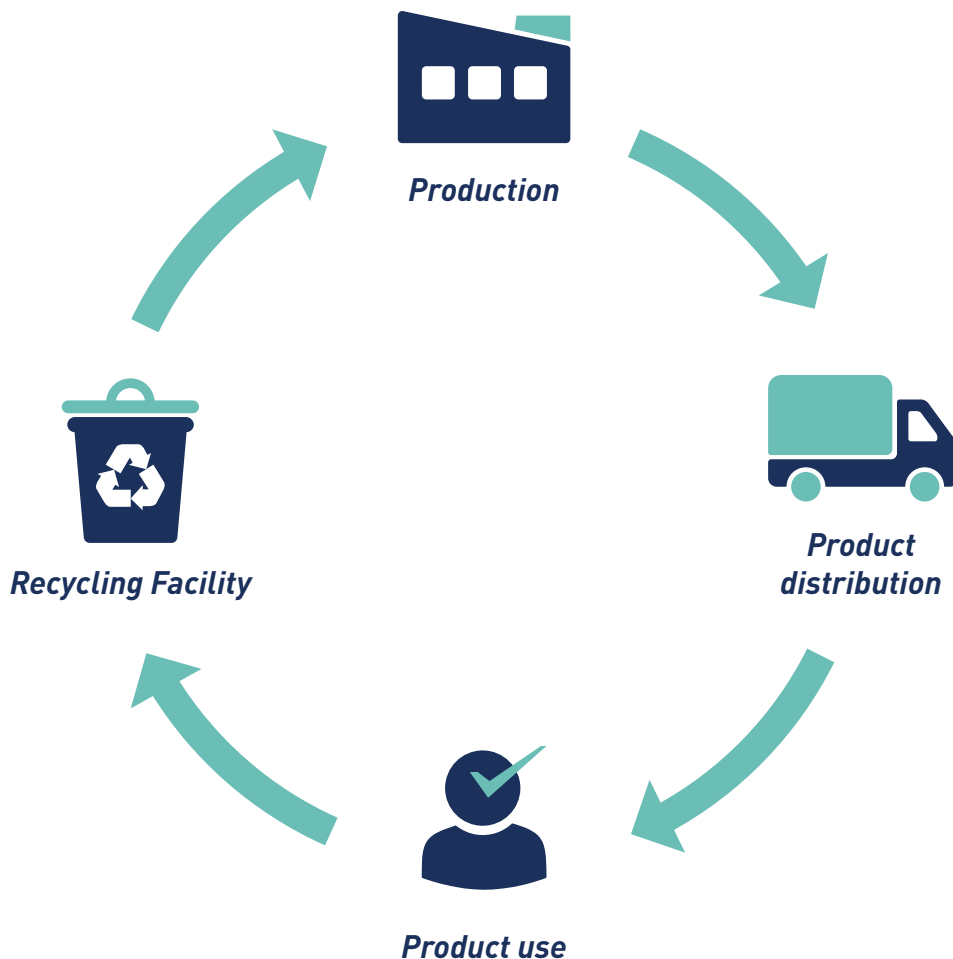 Production
Product
distribution
Recycling Facility
Product use